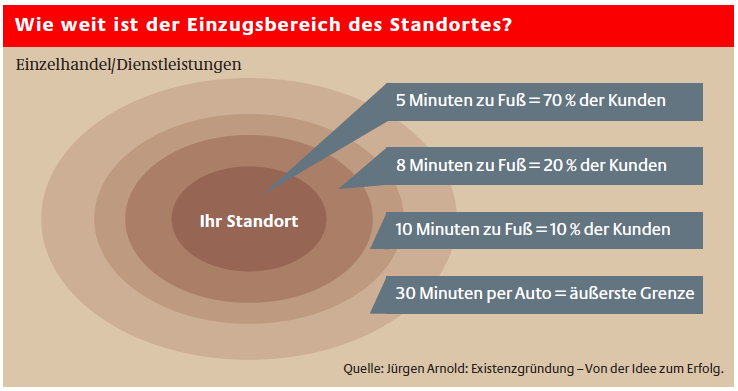 Wie weit ist der Einzugsbereich des Standortes?
Einzelhandel/Dienstleistungen
5 Minuten zu Fuß = 70 % der Kunden
8 Minuten zu Fuß = 20 % der Kunden
Ihr Standort
10 Minuten zu Fuß = 10 % der Kunden
30 Minuten per Auto = äußerste Grenze
Quelle: Jürgen Arnold: Existenzgründung – Von der Idee zum Erfolg.